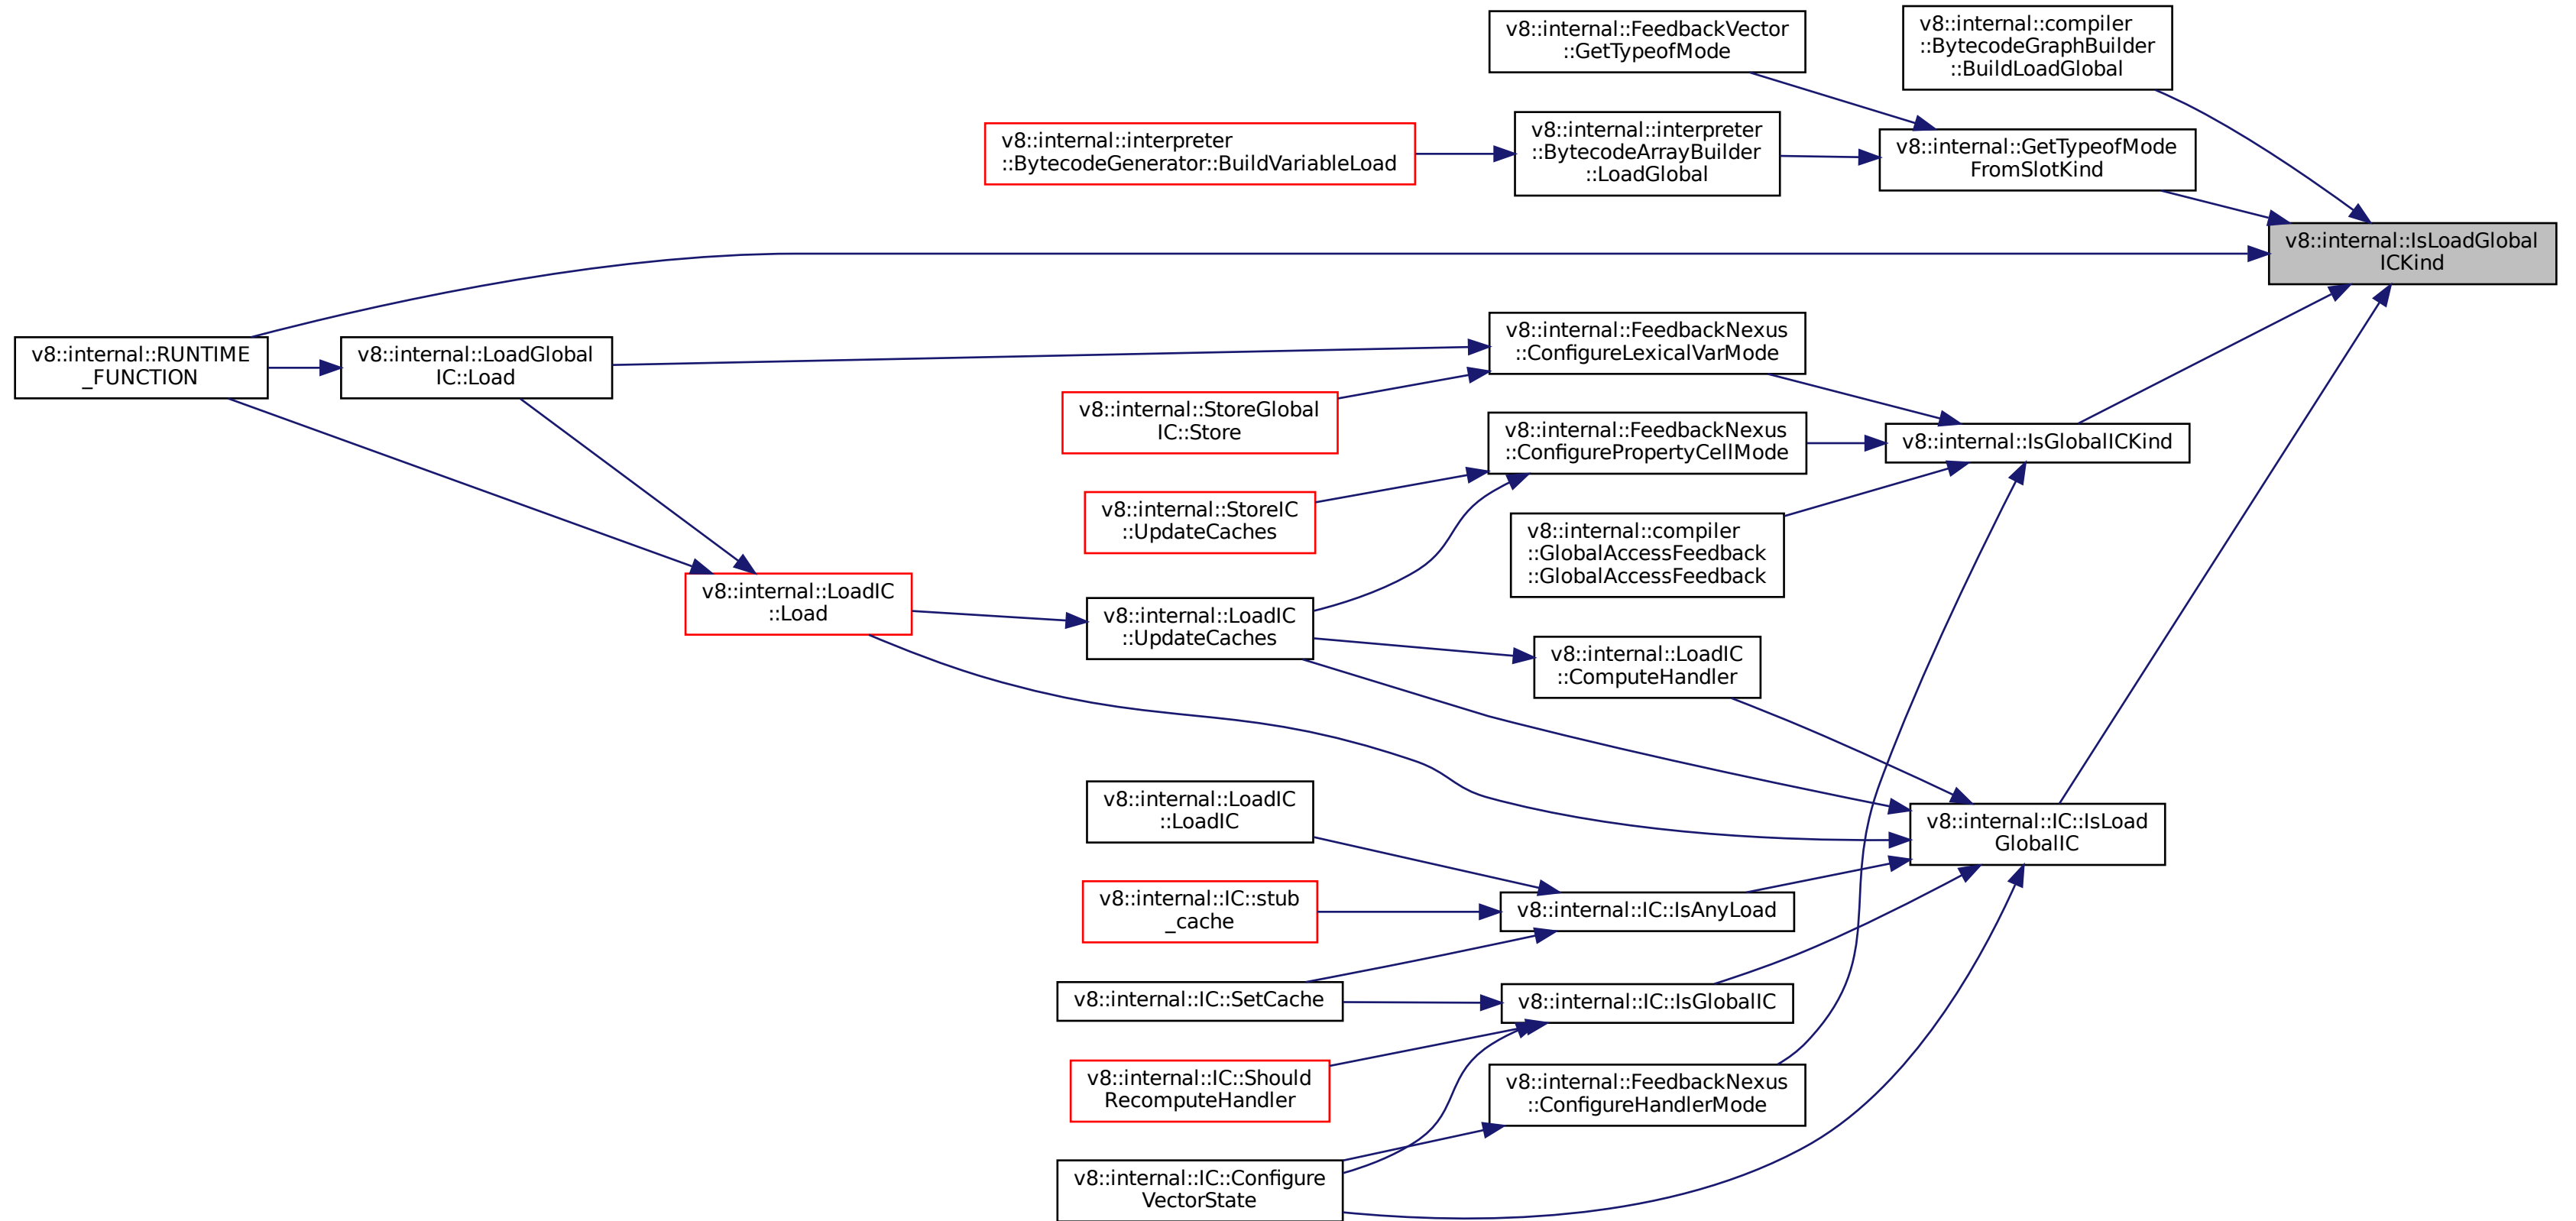 v8::internal::FeedbackVector
::GetTypeofMode
v8::internal::compiler
::BytecodeGraphBuilder
::BuildLoadGlobal
v8::internal::interpreter
::BytecodeGenerator::BuildVariableLoad
v8::internal::interpreter
::BytecodeArrayBuilder
::LoadGlobal
v8::internal::GetTypeofMode
FromSlotKind
v8::internal::IsLoadGlobal
ICKind
v8::internal::RUNTIME
_FUNCTION
v8::internal::LoadGlobal
IC::Load
v8::internal::FeedbackNexus
::ConfigureLexicalVarMode
v8::internal::StoreGlobal
IC::Store
v8::internal::FeedbackNexus
::ConfigurePropertyCellMode
v8::internal::IsGlobalICKind
v8::internal::StoreIC
::UpdateCaches
v8::internal::compiler
::GlobalAccessFeedback
::GlobalAccessFeedback
v8::internal::LoadIC
::Load
v8::internal::LoadIC
::UpdateCaches
v8::internal::LoadIC
::ComputeHandler
v8::internal::LoadIC
::LoadIC
v8::internal::IC::IsLoad
GlobalIC
v8::internal::IC::stub
_cache
v8::internal::IC::IsAnyLoad
v8::internal::IC::SetCache
v8::internal::IC::IsGlobalIC
v8::internal::IC::Should
RecomputeHandler
v8::internal::FeedbackNexus
::ConfigureHandlerMode
v8::internal::IC::Configure
VectorState